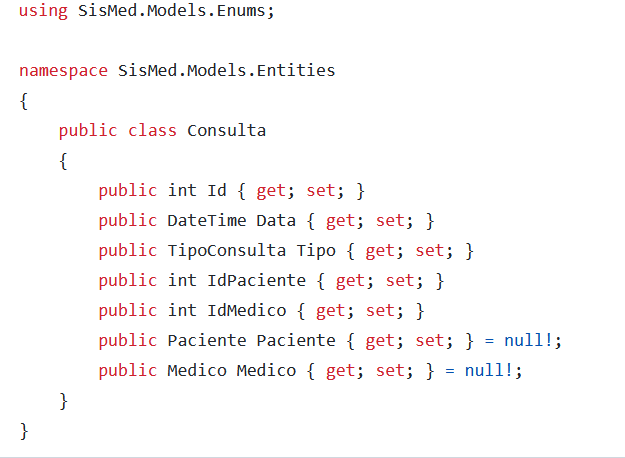 using SisMed.Models.Enums;

namespace SisMed.Models.Entities
{
    public class Consulta
    {
        public int Id { get; set; }
        public DateTime Data { get; set; }
        public TipoConsulta Tipo { get; set; }
        public int IdPaciente { get; set; }
        public int IdMedico { get; set; }
        public Paciente Paciente { get; set; } = null!;
        public Medico Medico { get; set; } = null!;
    }
}